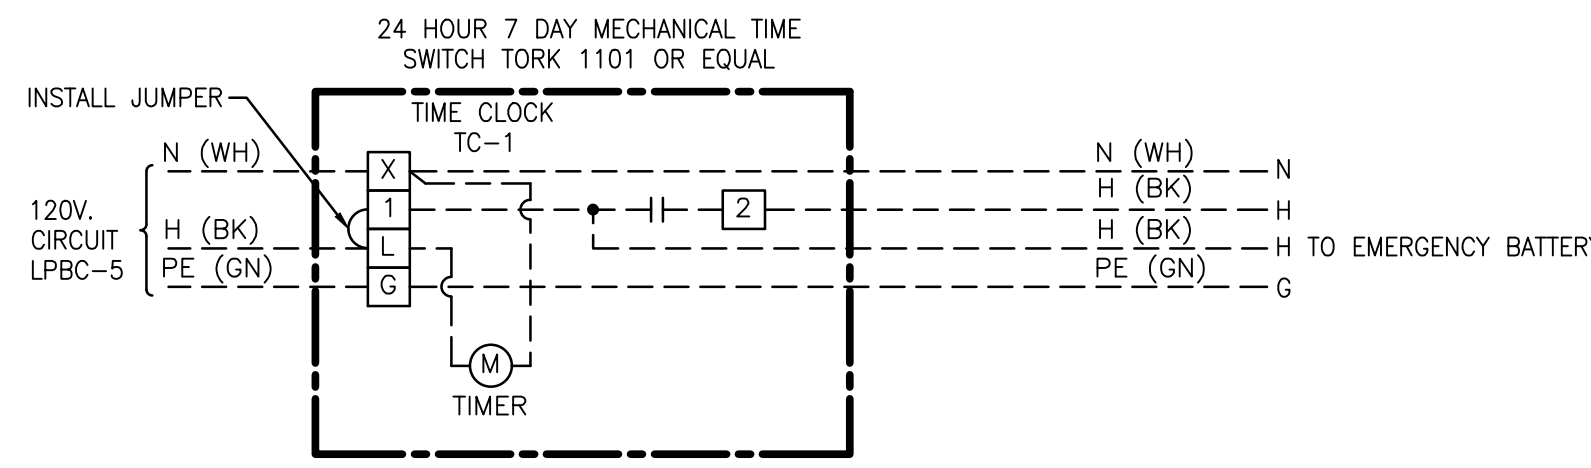 24 HOUR 7 DAY MECHANICAL TIME
SWITCH TORK 1101 OR EQUAL
INSTALL JUMPER
TIME CLOCK
TC-1
N (WH)
X
N (WH)
N
120V.
CIRCUIT
LPBC-5
1
2
H (BK)
H
H (BK)
L
H (BK)
H TO EMERGENCY BATTERY
PE (GN)
G
PE (GN)
G
M
TIMER